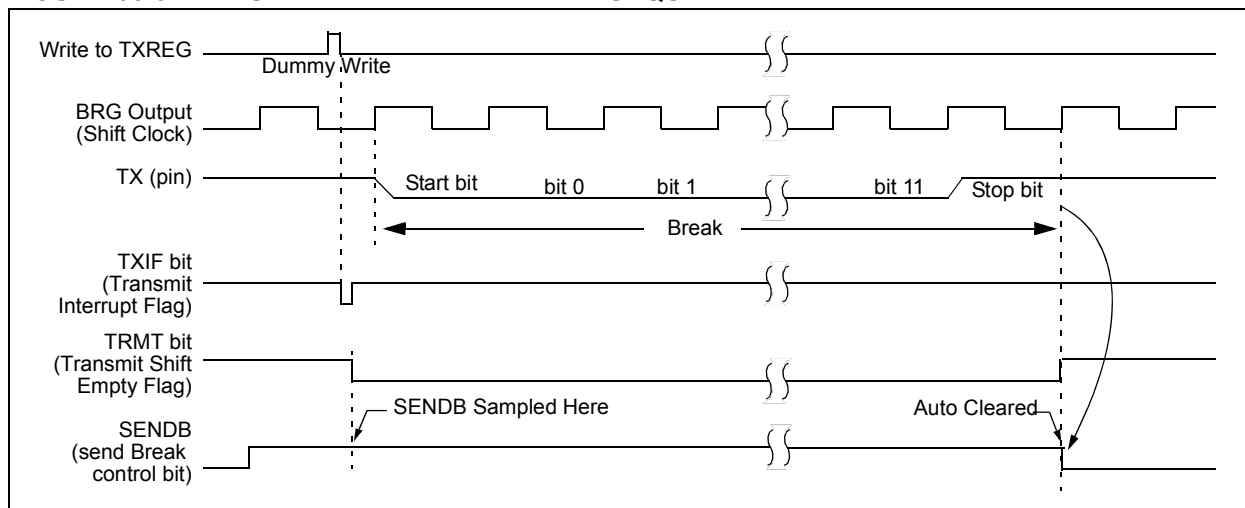 Write to TXREG
Dummy Write
BRG Output
(Shift Clock)
TX (pin)
Start bit
bit 0
bit 1
bit 11
Stop bit
Break
TXIF bit
(Transmit
Interrupt Flag)
TRMT bit
(Transmit Shift
Empty Flag)
SENDB Sampled Here
Auto Cleared
SENDB
(send Break
control bit)